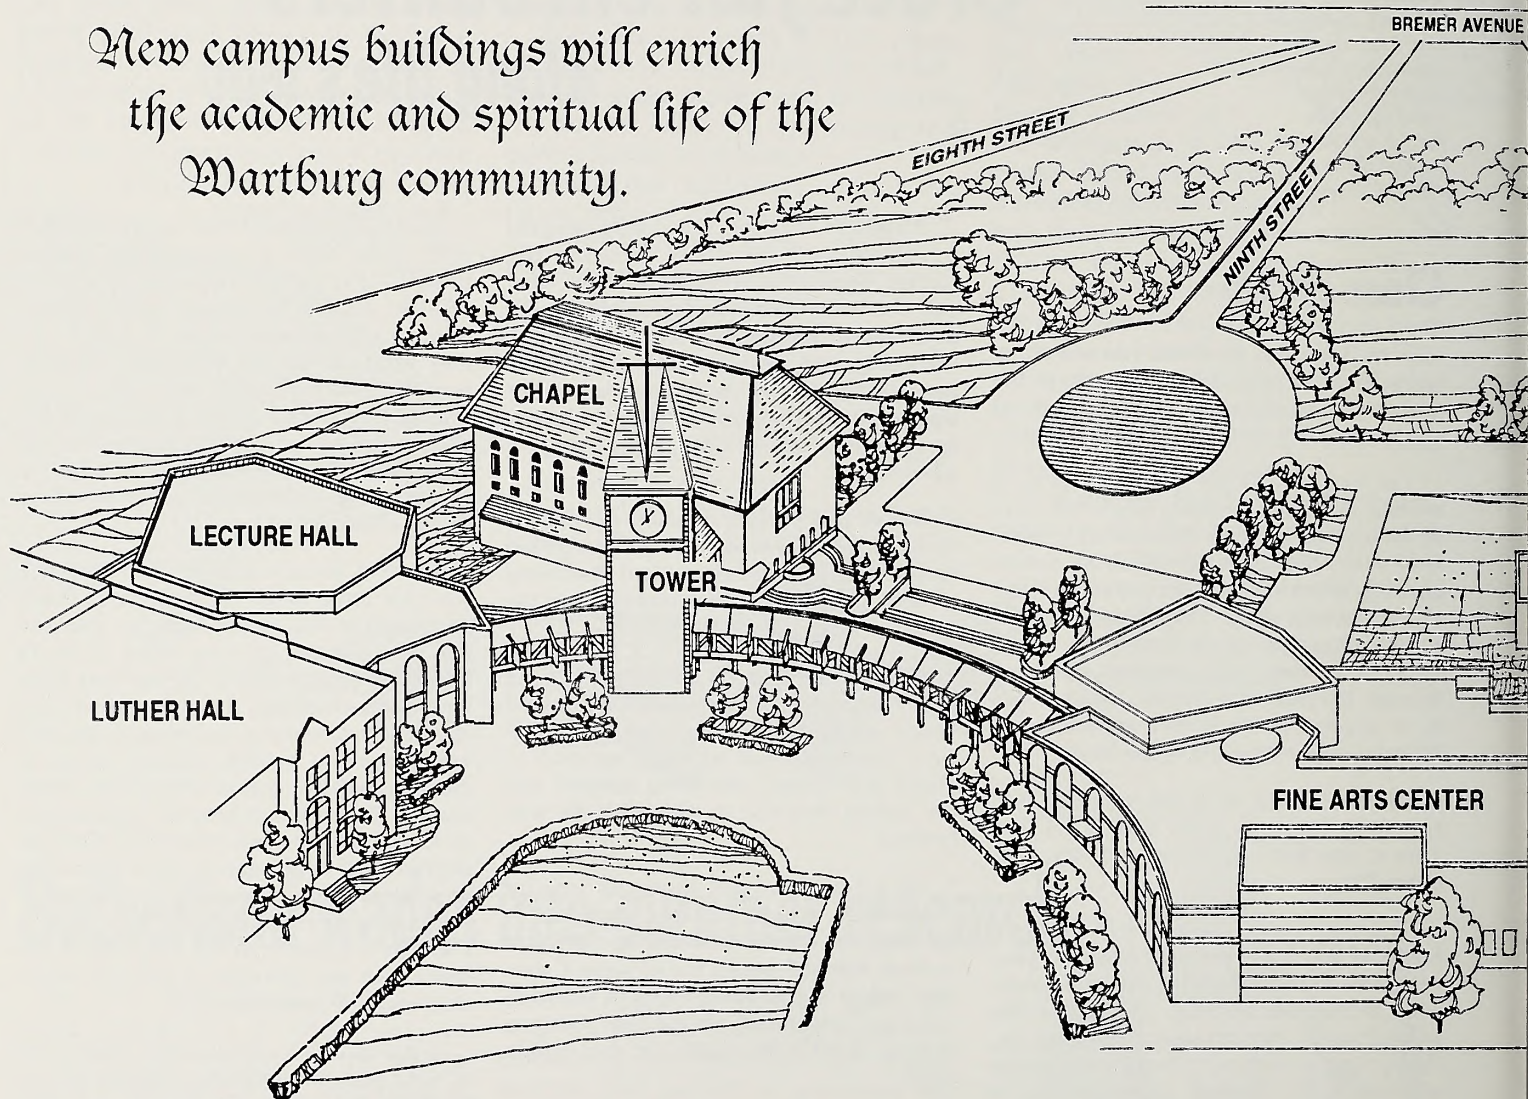 New campus buildings will enrich
the academic and spiritual life of the
Wartburg community.
BREMER AVENUE
EIGHTH STREET
NINTH STREET
CHAPEL
LECTURE HALL
TOWER
LUTHER HALL
FINE ARTS CENTER